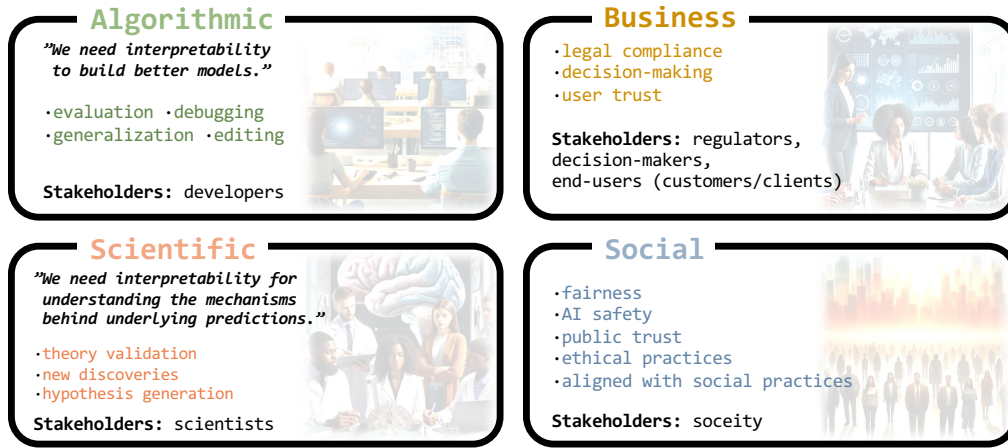 Algorithmic
”We need interpretability
to build better models.”
·evaluation ·debugging
·generalization ·editing
Stakeholders: developers
Business
·legal compliance
·decision-making
·user trust
Stakeholders: regulators,
decision-makers,
end-users (customers/clients)
Scientific
”We need interpretability for
understanding the mechanisms
behind underlying predictions.”
·theory validation
·new discoveries
·hypothesis generation
Stakeholders: scientists
Social
·fairness
·AI safety
·public trust
·ethical practices
·aligned with social practices
Stakeholders: soceity